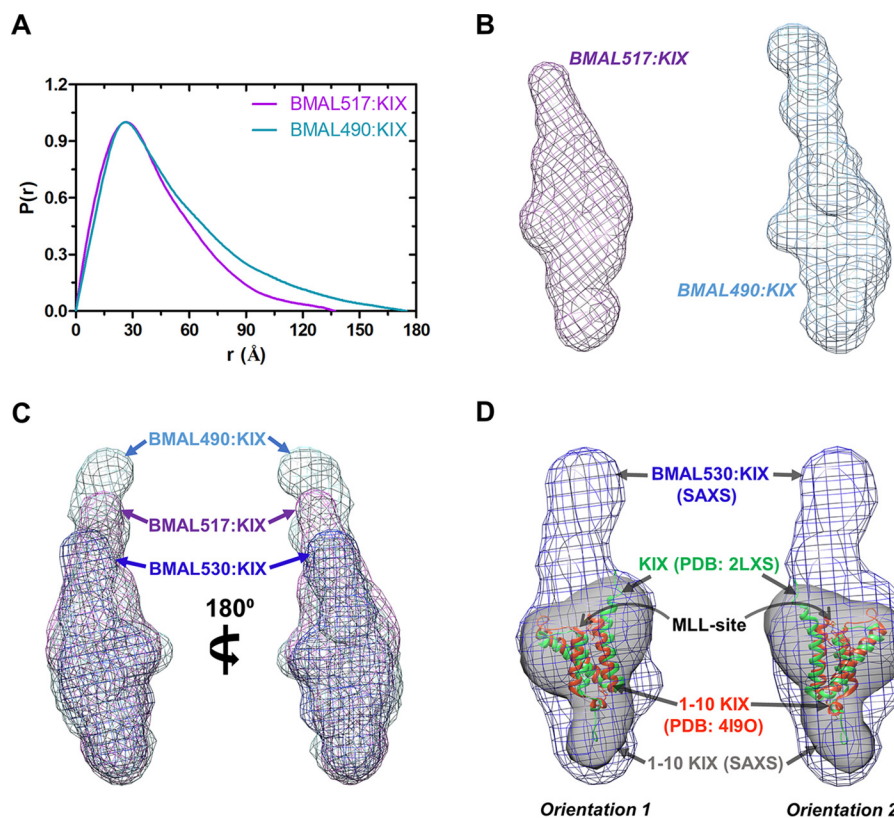 A
1.2
0.9
0.6
0.3
0.0
P(r)
BMAL517:KIX
BMAL490:KIX
0 30 60 90 120 150 180
r (Å)
B
BMAL517:KIX
BMAL490:KIX
C
BMAL490:KIX
BMAL517:KIX
BMAL530:KIX
180⁰
D
BMAL530:KIX
(SAXS)
KIX (PDB: 2LXS)
MLL-site
1-10 KIX
(PDB: 4I9O)
1-10 KIX (SAXS)
Orientation 1
Orientation 2